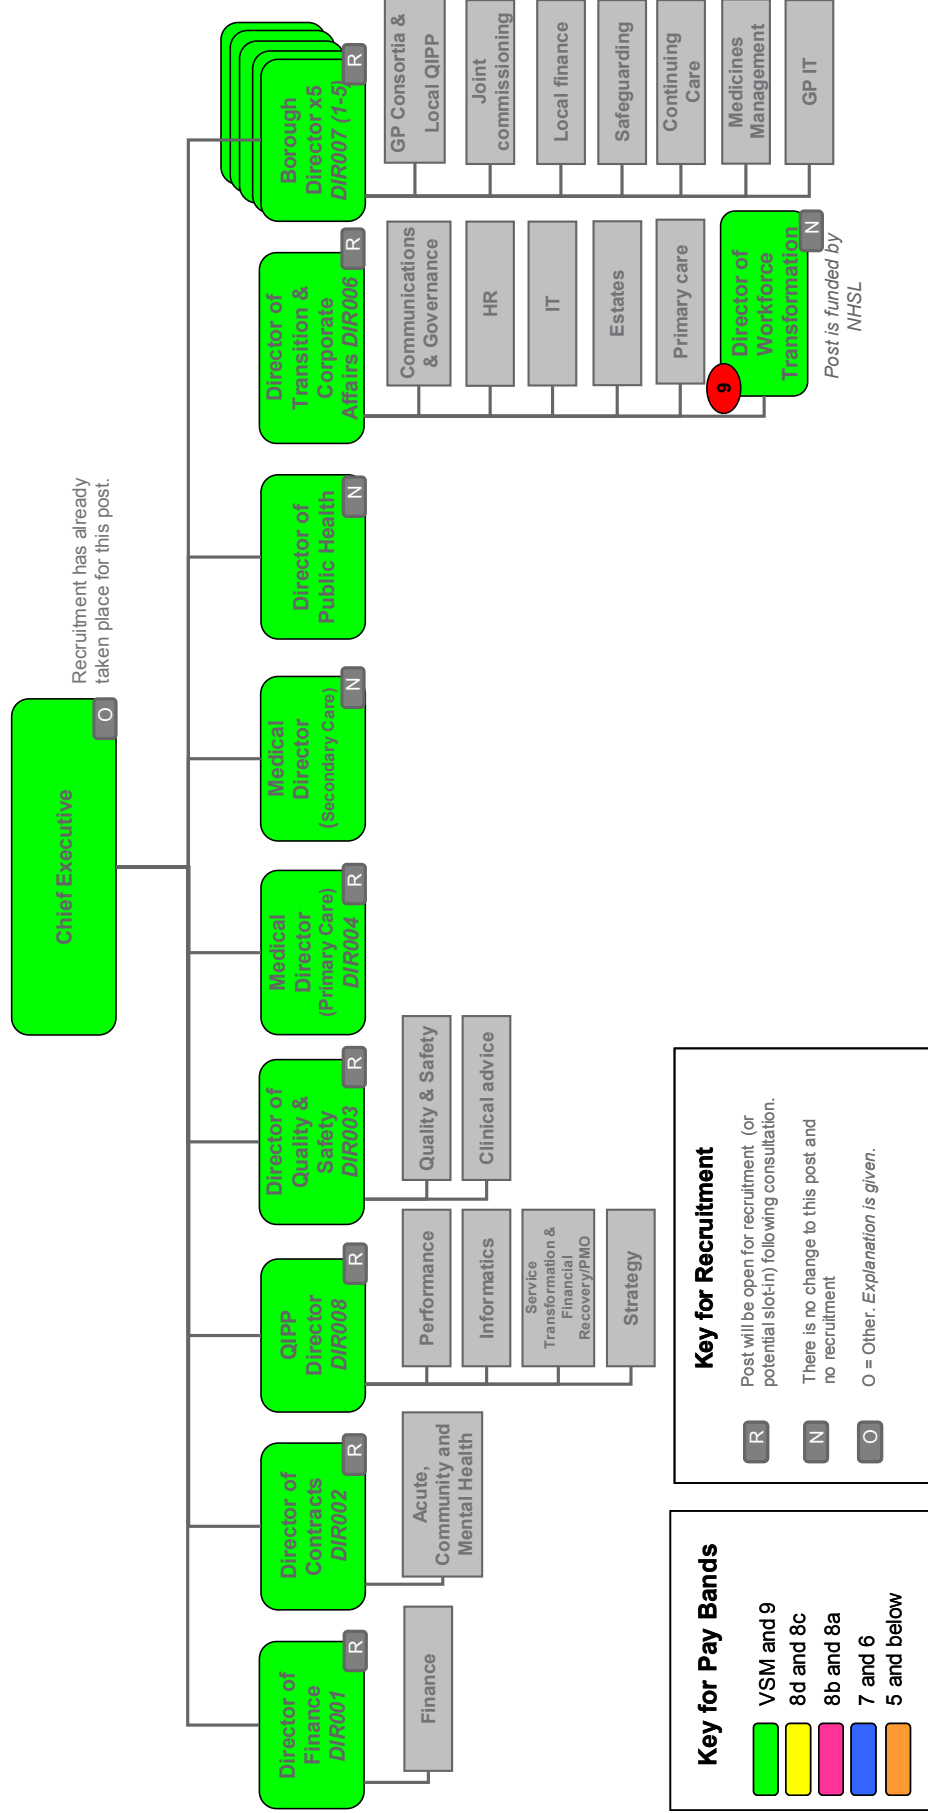 Chief Executive
O
Recruitment has already
taken place for this post.
Director of
Finance
DIR001
R
Finance
Director of
Contracts
DIR002
R
Acute,
Community and
Mental Health
QIPP
Director
DIR008
R
Performance
Informatics
Service
Transformation &
Financial
Recovery/PMO
Strategy
Director of
Quality &
Safety
DIR003
R
Quality & Safety
Clinical advice
Medical
Director
(Primary Care)
DIR004
R
Medical
Director
(Secondary Care)
N
Director of
Public Health
N
Director of
Transition &
Corporate
Affairs DIR006
R
Communications
& Governance
HR
IT
Estates
Primary care
9
Director of
Workforce
Transformation
N
Post is funded by
NHSL
Borough
Director x5
DIR007 (1-5)
R
GP Consortia &
Local QIPP
Joint
commissioning
Local finance
Safeguarding
Continuing
Care
Medicines
Management
GP IT
Key for Pay Bands
VSM and 9
8d and 8c
8b and 8a
7 and 6
5 and below
Key for Recruitment
R
Post will be open for recruitment (or
potential slot-in) following consultation.
N
There is no change to this post and
no recruitment
O
O = Other. Explanation is given.